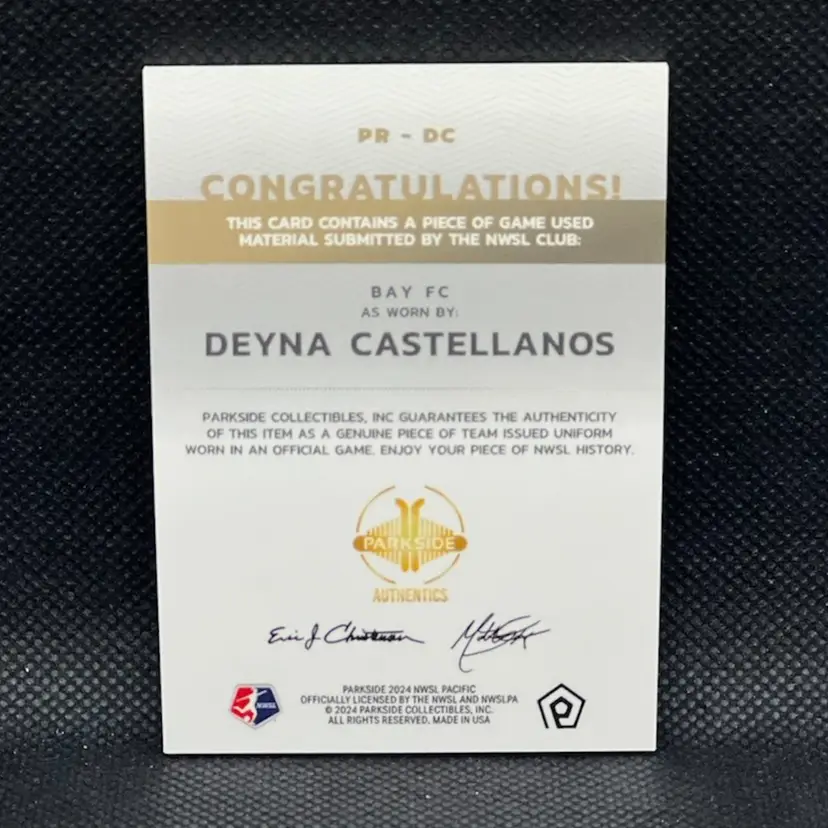 PR - DC
CONGRATULATIONS!
THIS CARD CONTAINS A PIECE OF GAME USED
MATERIAL SUBMITTED BY THE NWSL CLUB:
BAY FC
AS WORN BY:
DEYNA CASTELLANOS
PARKSIDE COLLECTIBLES, INC GUARANTEES THE AUTHENTICITY
OF THIS ITEM AS A GENUINE PIECE OF TEAM ISSUED UNIFORM
WORN IN AN OFFICIAL GAME. ENJOY YOUR PIECE OF NWSL HISTORY.
PARKSIDE
AUTHENTICS
Eric J.
NWSL
PARKSIDE 2024 NWSL PACIFIC
OFFICIALLY LICENSED BY THE NWSL AND NWSLPA
© 2024 PARKSIDE COLLECTIBLES, INC.
ALL RIGHTS RESERVED. MADE IN USA